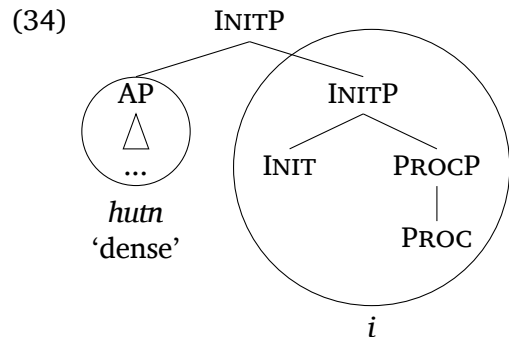 (34) INITP
AP INITP
... INIT PROCP
hutn
'dense' PROC
i